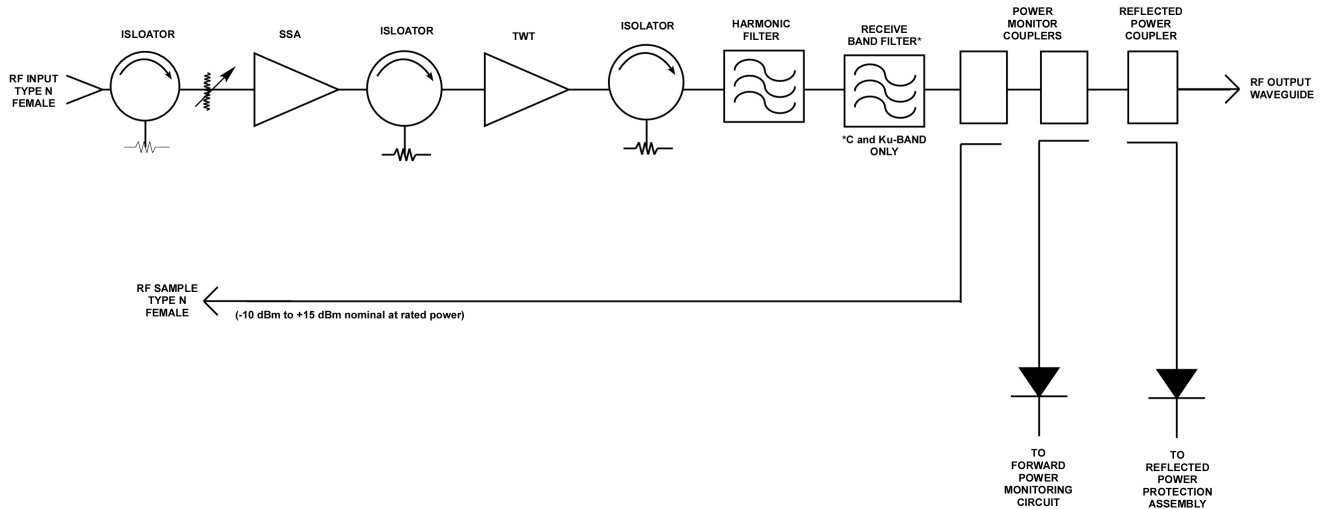 ISLOATOR
SSA
ISLOATOR
TWT
ISOLATOR
HARMONIC
FILTER
RECEIVE
BAND FILTER*
POWER
MONITOR
COUPLERS
REFLECTED
POWER
COUPLER
RF INPUT
TYPE N
FEMALE
RF OUTPUT
WAVEGUIDE
*C and Ku-BAND
ONLY
RF SAMPLE
TYPE N
FEMALE
(-10 dBm to +15 dBm nominal at rated power)
TO
FORWARD
POWER
MONITORING
CIRCUIT
TO
REFLECTED
POWER
PROTECTION
ASSEMBLY